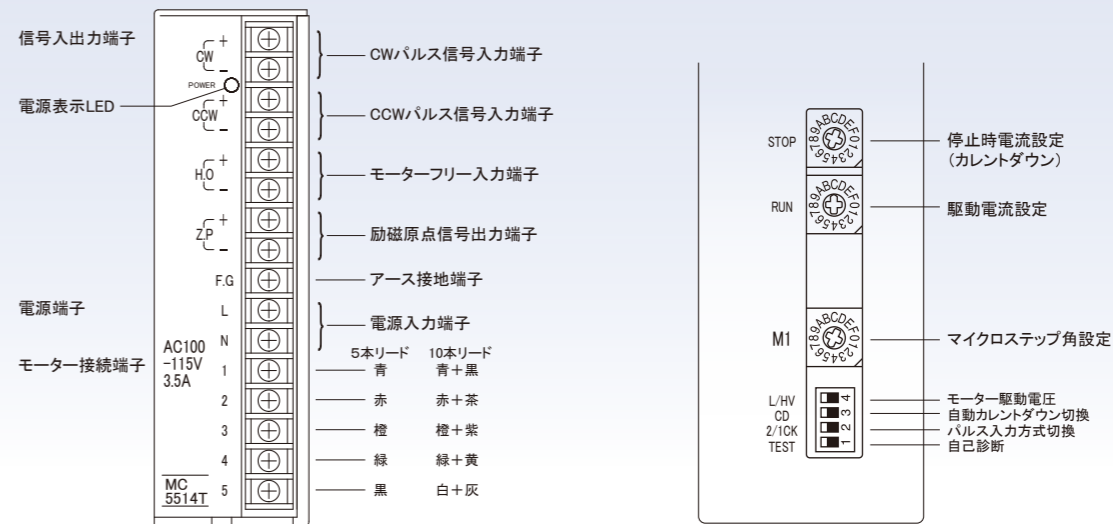 信号入出力端子
電源表示LED
電源端子
モーター接続端子
CW
+
−
POWER
CCW
+
−
H.O
+
−
Z.P
+
−
F.G
L
N
1
2
3
4
5
AC100
-115V
3.5A
MC
5514T
CWパルス信号入力端子
CCWパルス信号入力端子
モーターフリー入力端子
励磁原点信号出力端子
アース接地端子
電源入力端子
5本リード 10本リード
青 青+黒
赤 赤+茶
橙 橙+紫
緑 緑+黄
黒 白+灰
STOP
0123456789ABCDEF
停止時電流設定
(カレントダウン)
RUN
0123456789ABCDEF
駆動電流設定
M1
0123456789ABCDEF
マイクロステップ角設定
L/HV 4 モーター駆動電圧
CD 3 自動カレントダウン切換
2/1CK 2 パルス入力方式切換
TEST 1 自己診断